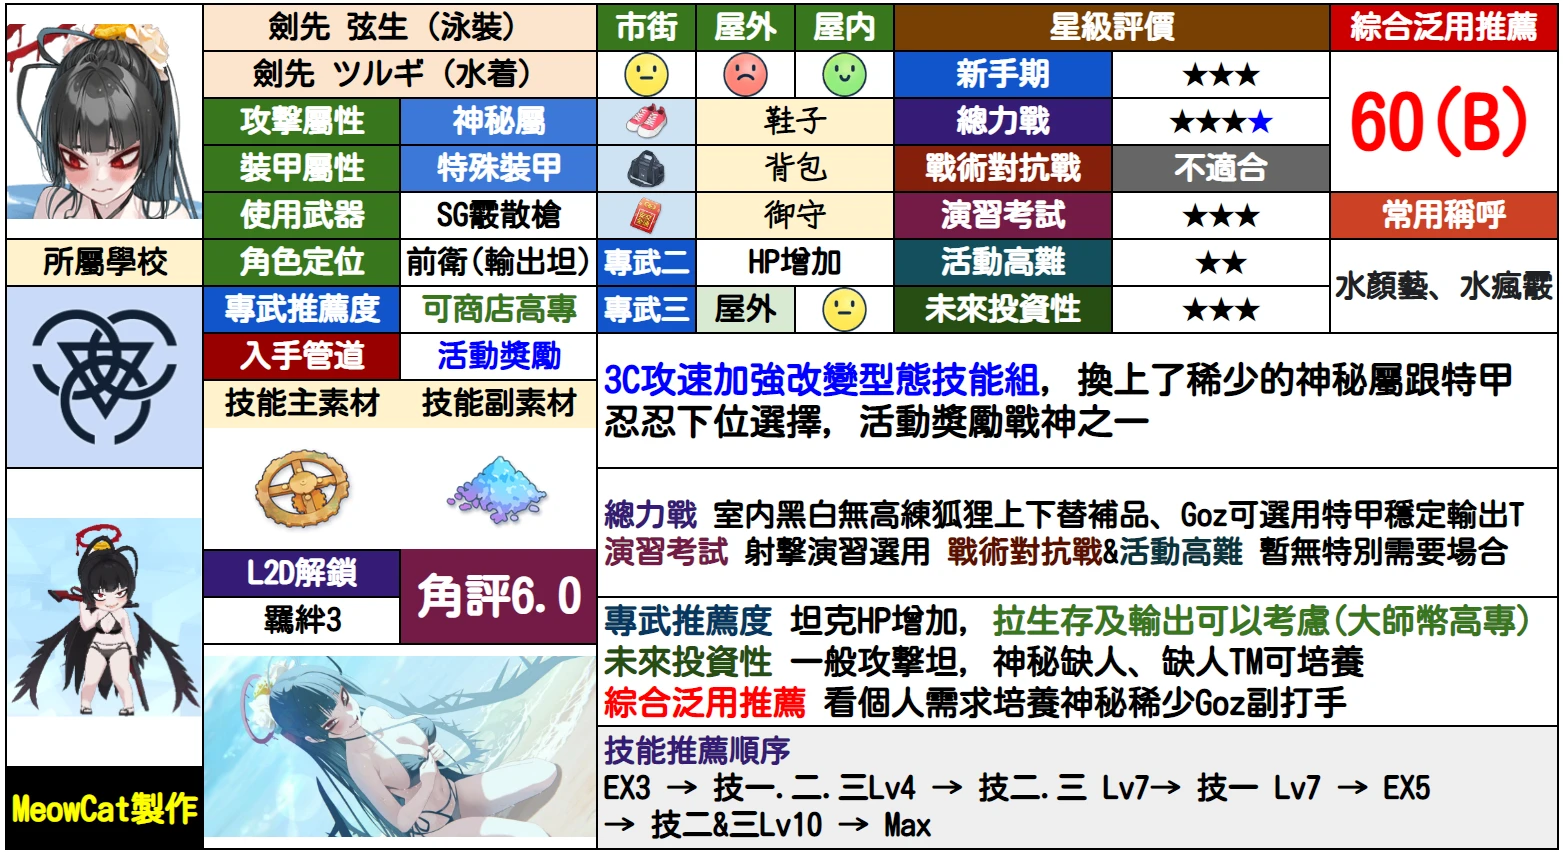 劍先 弦生（泳裝）
劍先 ツルギ（水着）
市街 屋外 屋內
星級評價
綜合泛用推薦
新手期 ★★★
60(B)
攻擊屬性 神秘屬
鞋子
總力戰 ★★★★
裝甲屬性 特殊裝甲
背包
戰術對抗戰 不適合
使用武器 SG霰散槍
御守
演習考試 ★★★
常用稱呼
所屬學校
角色定位 前衛(輸出坦)
專武二 HP增加
活動高難 ★★
水顏藝、水瘋霰
專武推薦度 可商店高專
專武三 屋外
未來投資性 ★★★
入手管道 活動獎勵
技能主素材 技能副素材
3C攻速加強改變型態技能組, 換上了稀少的神秘屬跟特甲
忍忍下位選擇, 活動獎勵戰神之一
總力戰 室內黑白無高練狐狸上下替補品、Goz可選用特甲穩定輸出T
演習考試 射擊演習選用 戰術對抗戰&活動高難 暫無特別需要場合
L2D解鎖
羈絆3
角評6.0
專武推薦度 坦克HP增加, 拉生存及輸出可以考慮(大師幣高專)
未來投資性 一般攻擊坦, 神秘缺人、缺人TM可培養
綜合泛用推薦 看個人需求培養神秘稀少Goz副打手
技能推薦順序
EX3 → 技一.二.三Lv4 → 技二.三 Lv7→ 技一 Lv7 → EX5
→ 技二&三Lv10 → Max
MeowCat製作